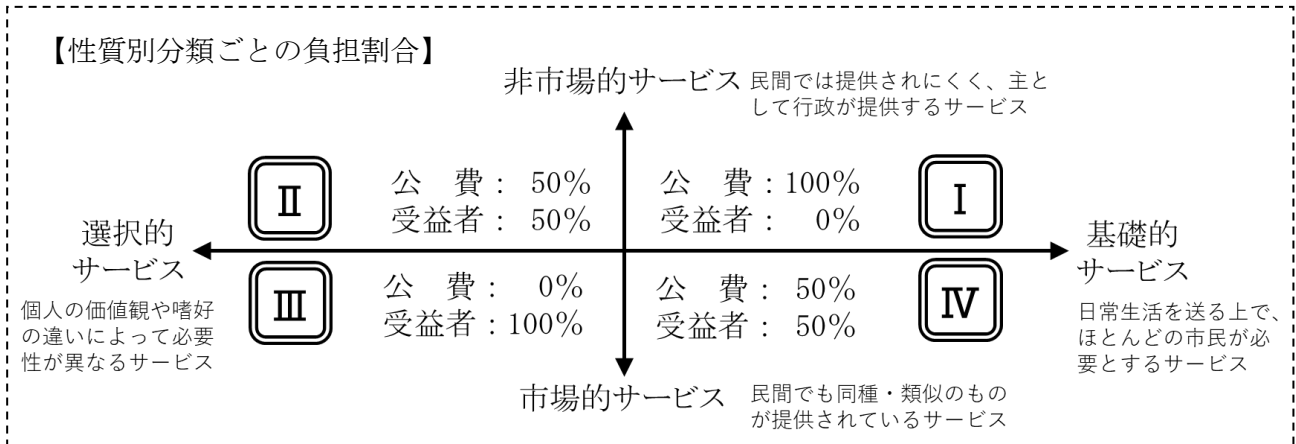 【性質別分類ごとの負担割合】
非市場的サービス
民間では提供されにくく、主と
して行政が提供するサービス
Ⅱ
公　費： 50%
受益者： 50%
公　費：100%
受益者： 0%
Ⅰ
選択的
サービス
個人の価値観や嗜好
の違いによって必要
性が異なるサービス
基礎的
サービス
日常生活を送る上で、
ほとんどの市民が必
要とするサービス
Ⅲ
公　費： 0%
受益者：100%
公　費： 50%
受益者： 50%
Ⅳ
市場的サービス
民間でも同種・類似のもの
が提供されているサービス